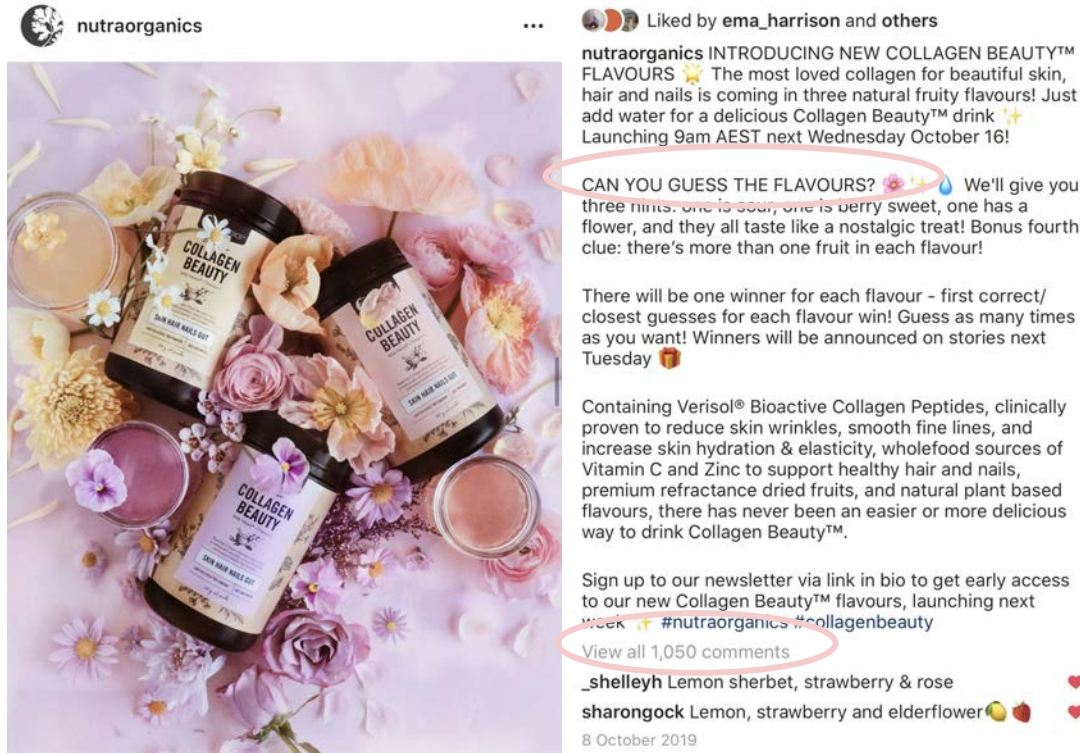 nutraorganics
COLLAGEN
BEAUTY
SKIN HAIR NAILS GUT
COLLAGEN
BEAUTY
SKIN HAIR NAILS GUT
COLLAGEN
BEAUTY
SKIN HAIR NAILS GUT
Liked by ema_harrison and others
nutraorganics INTRODUCING NEW COLLAGEN BEAUTY™
FLAVOURS 🌟 The most loved collagen for beautiful skin,
hair and nails is coming in three natural fruity flavours! Just
add water for a delicious Collagen Beauty™ drink ✨
Launching 9am AEST next Wednesday October 16!
CAN YOU GUESS THE FLAVOURS? 🌸✨💧 We'll give you
three hints: one is sour, one is berry sweet, one has a
flower, and they all taste like a nostalgic treat! Bonus fourth
clue: there's more than one fruit in each flavour!
There will be one winner for each flavour - first correct/
closest guesses for each flavour win! Guess as many times
as you want! Winners will be announced on stories next
Tuesday 🎁
Containing Verisol® Bioactive Collagen Peptides, clinically
proven to reduce skin wrinkles, smooth fine lines, and
increase skin hydration & elasticity, wholefood sources of
Vitamin C and Zinc to support healthy hair and nails,
premium refractance dried fruits, and natural plant based
flavours, there has never been an easier or more delicious
way to drink Collagen Beauty™.
Sign up to our newsletter via link in bio to get early access
to our new Collagen Beauty™ flavours, launching next
week ✨ #nutraorganics #collagenbeauty
View all 1,050 comments
_shelleyh Lemon sherbet, strawberry & rose
sharongock Lemon, strawberry and elderflower🍋🍓
8 October 2019